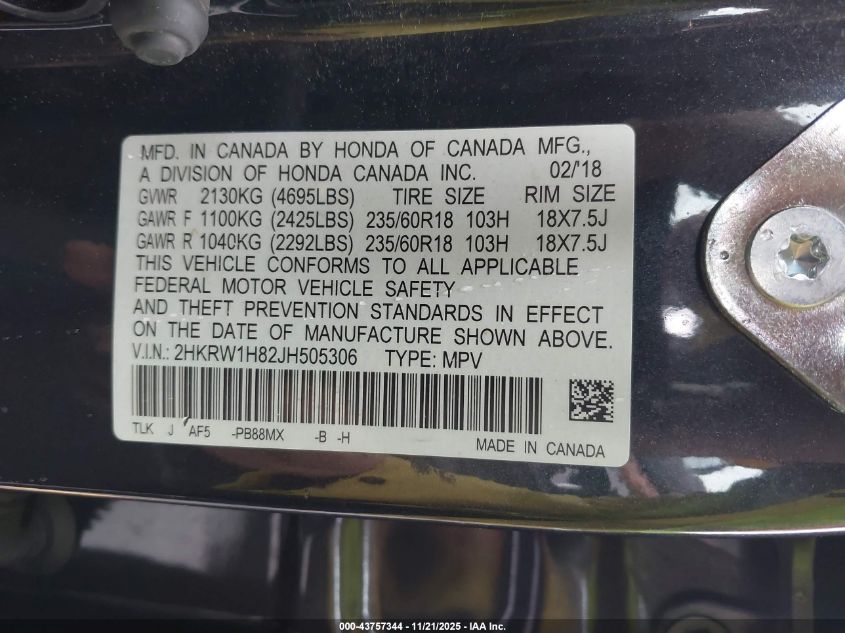 MFD. IN CANADA BY HONDA OF CANADA MFG.,
A DIVISION OF HONDA CANADA INC. 02/'18
GVWR 2130KG (4695LBS) TIRE SIZE RIM SIZE
GAWR F 1100KG (2425LBS) 235/60R18 103H 18X7.5J
GAWR R 1040KG (2292LBS) 235/60R18 103H 18X7.5J
THIS VEHICLE CONFORMS TO ALL APPLICABLE
FEDERAL MOTOR VEHICLE SAFETY
AND THEFT PREVENTION STANDARDS IN EFFECT
ON THE DATE OF MANUFACTURE SHOWN ABOVE.
V.I.N.: 2HKRW1H82JH505306 TYPE: MPV
TLK J AF5 -PB88MX -B -H
MADE IN CANADA
000-43757344 - 11/21/2025 - IAA Inc.